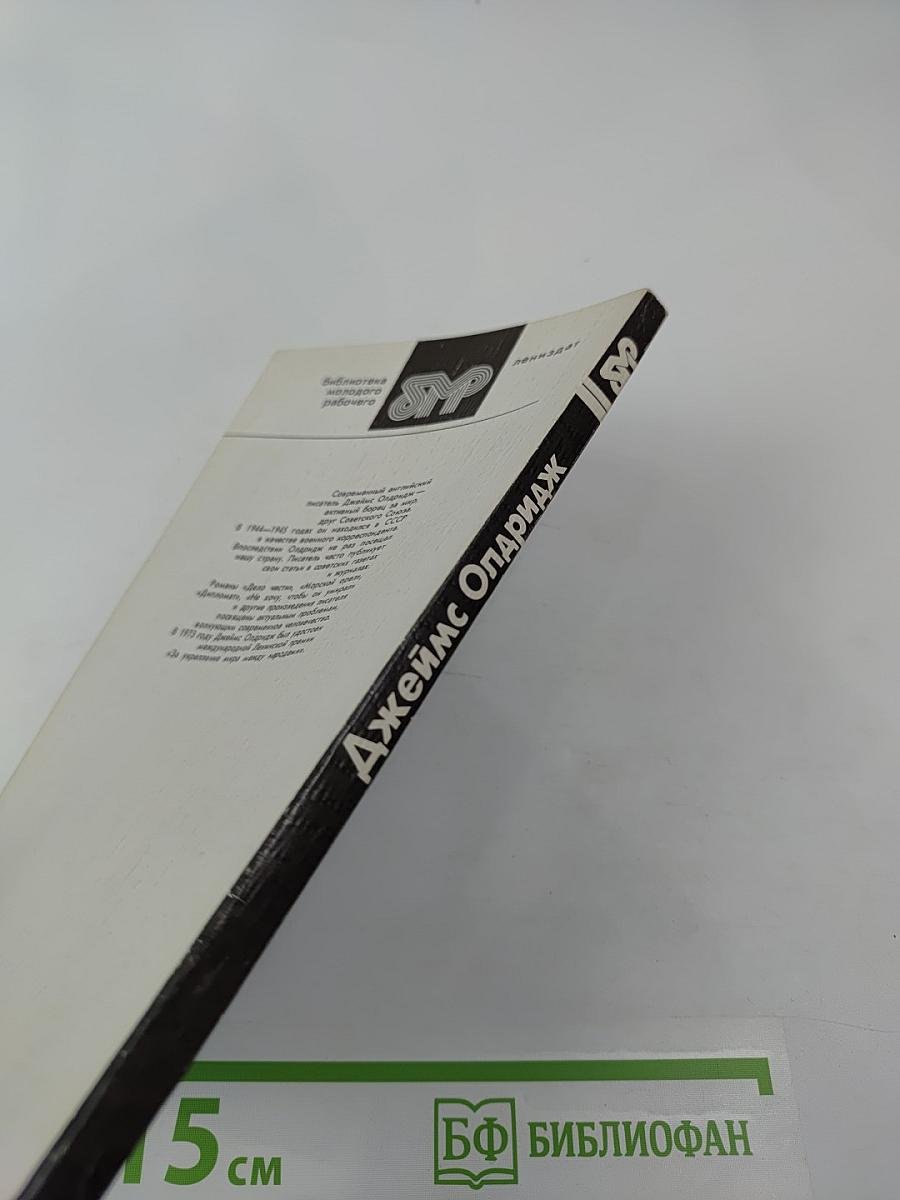 библиотека
молодого
рабочего
бмр
лениздат
Современный английский
писатель Джеймс Олдридж —
активный борец за мир,
друг Советского Союза.
В 1944—1945 годах он находился в СССР
в качестве военного корреспондента.
Впоследствии Олдридж не раз посещал
нашу страну. Писатель часто публикует
свои статьи в советских газетах
и журналах.
Романы «Дело чести», «Морской орел»,
«Дипломат», «Не хочу, чтобы он умирал»
и другие произведения писателя
посвящены актуальным проблемам,
волнующим современное человечество.
В 1973 году Джеймс Олдридж был удостоен
международной Ленинской премии
«За укрепление мира между народами».
Джеймс Олдридж
бмр
15 см
БФ БИБЛИОФАН